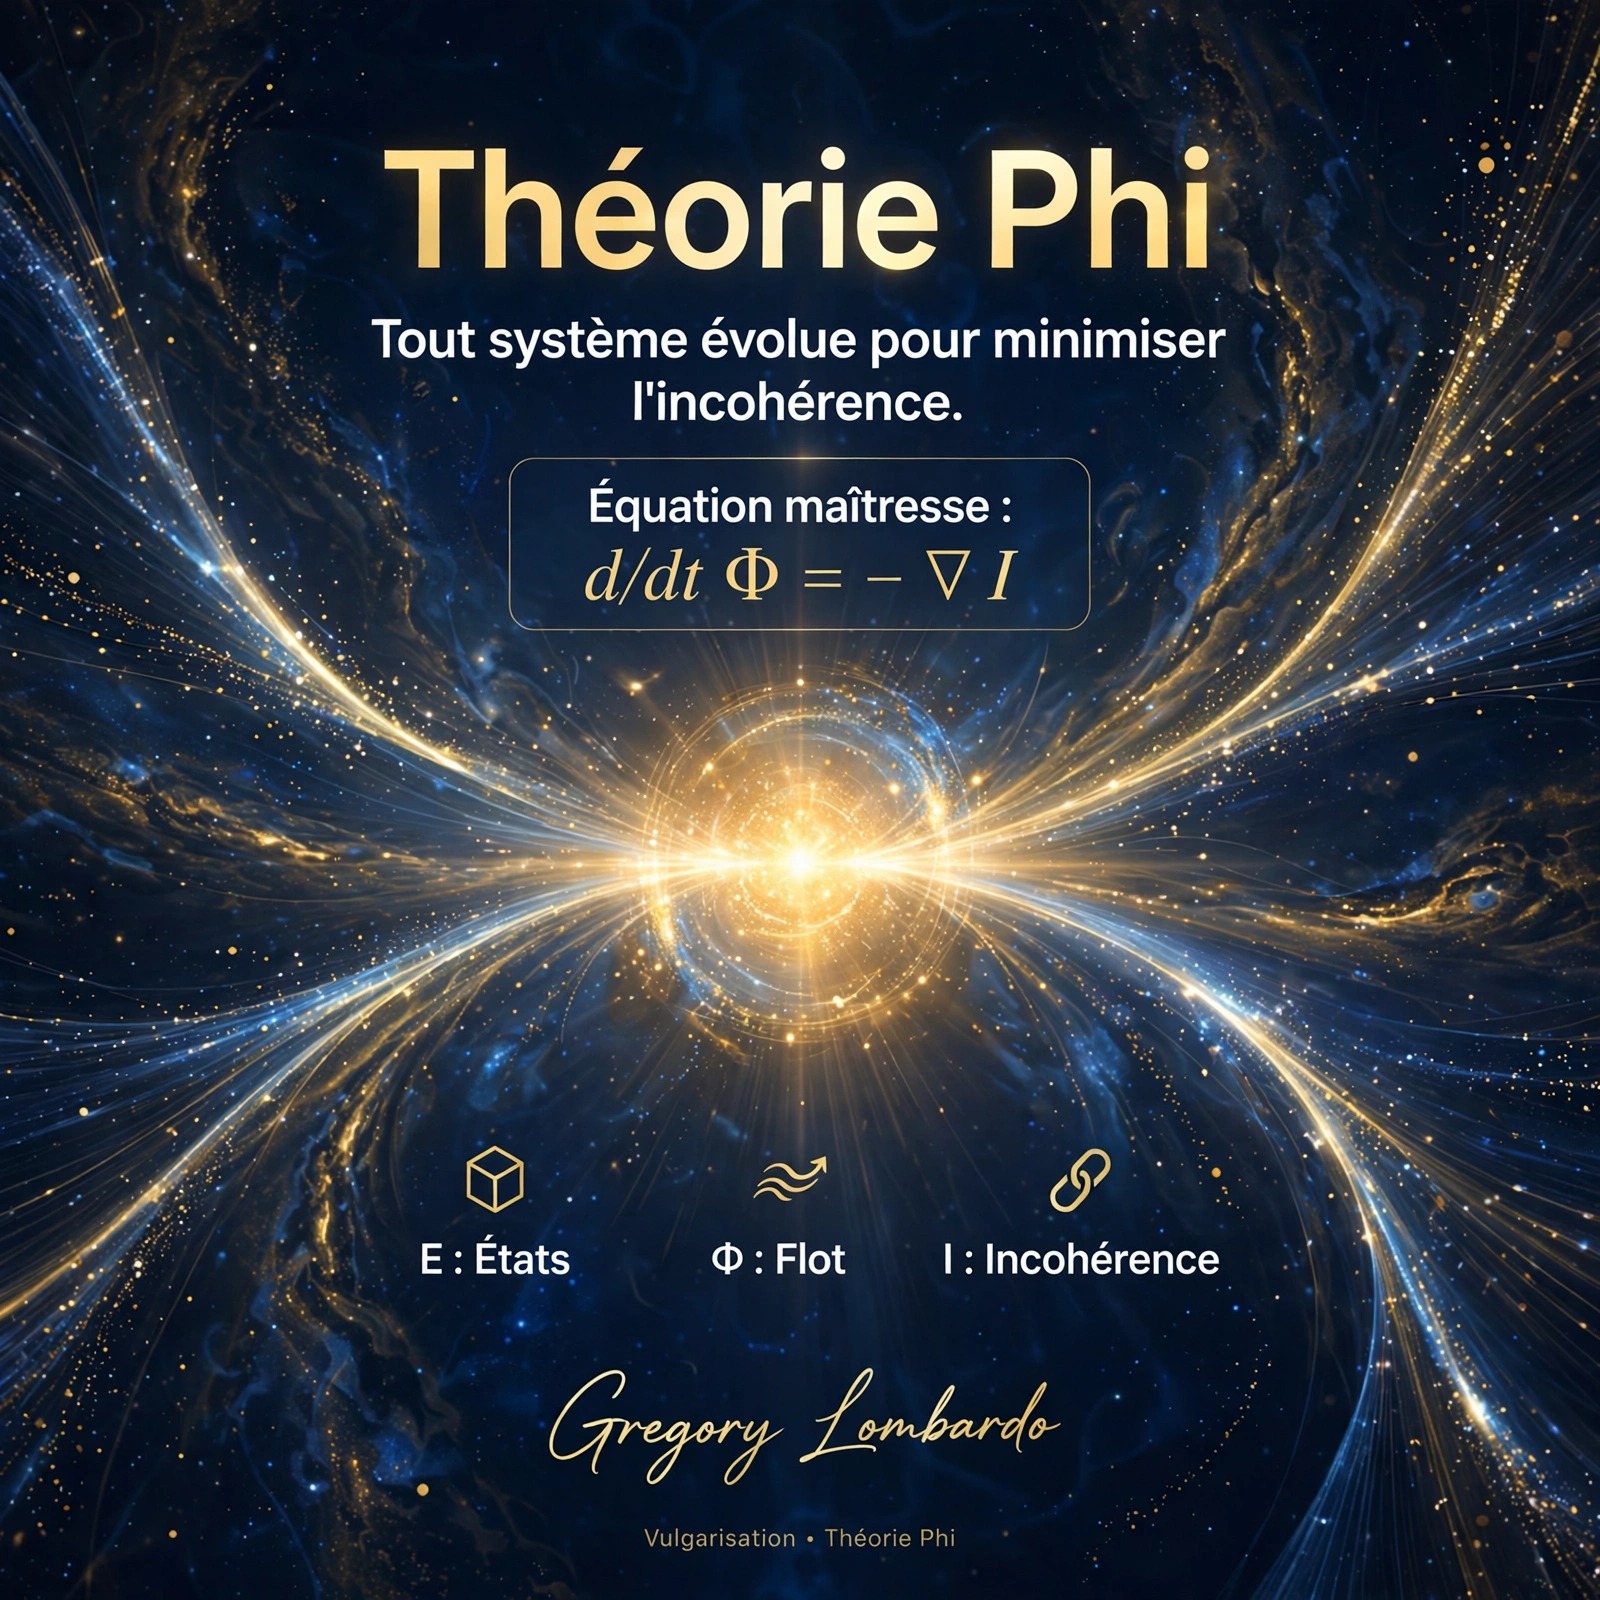 Théorie Phi
Tout système évolue pour minimiser
l'incohérence.
Équation maîtresse :
d/dt Φ = – ∇ I
E : États
Φ : Flot
I : Incohérence
Gregory Lombardo
Vulgarisation • Théorie Phi